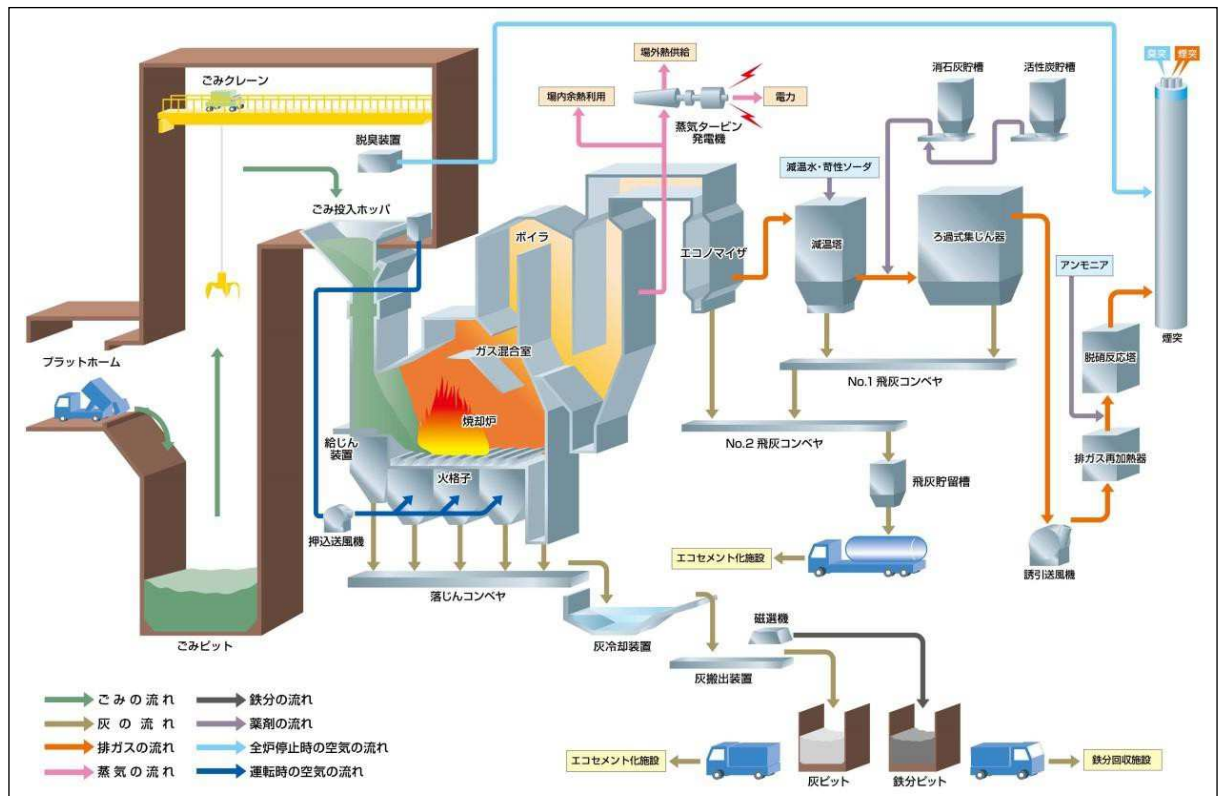 ごみクレーン
脱臭装置
ごみ投入ホッパ
場外熱供給
場内余熱利用
電力
蒸気タービン
発電機
消石灰貯槽
活性炭貯槽
煙突
減温水・苛性ソーダ
ボイラ
エコノマイザ
減温塔
ろ過式集じん器
アンモニア
煙突
プラットホーム
ガス混合室
No.1 飛灰コンベヤ
脱硝反応塔
焼却炉
給じん
装置
火格子
No.2 飛灰コンベヤ
排ガス再加熱器
飛灰貯留槽
押込送風機
エコセメント化施設
誘引送風機
落じんコンベヤ
ごみピット
灰冷却装置
磁選機
灰搬出装置
ごみの流れ
鉄分の流れ
灰の流れ
薬剤の流れ
排ガスの流れ
全炉停止時の空気の流れ
蒸気の流れ
運転時の空気の流れ
エコセメント化施設
灰ピット
鉄分ピット
鉄分回収施設